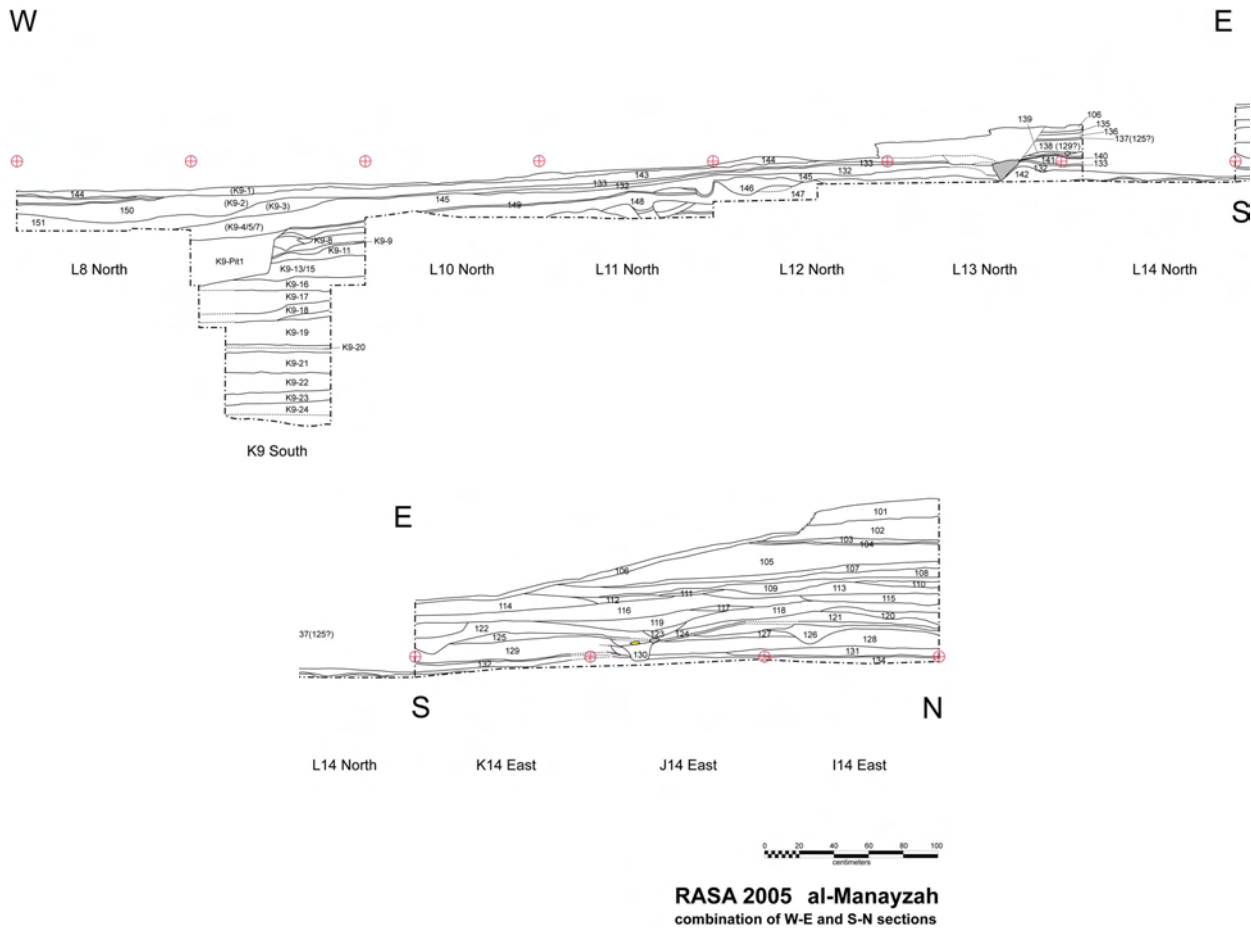 W
E
139
106
135
136
137(125?)
138 (129?)
140
141
133
132
142
144
133
132
143
145
144
(K9-1)
133
132
146
147
150
(K9-2)
(K9-3)
145
149
148
151
(K9-4/5/7)
S
K9-8
K9-9
K9-11
K9-Pit1
K9-13/15
L8 North
L10 North
L11 North
L12 North
L13 North
L14 North
K9-16
K9-17
K9-18
K9-19
K9-20
K9-21
K9-22
K9-23
K9-24
K9 South
E
101
102
103
104
105
106
107
108
109
113
110
111
112
115
114
116
117
118
119
120
121
122
123
124
125
127
126
128
37(125?)
129
130
131
132
134
S
N
L14 North
K14 East
J14 East
I14 East
0 20 40 60 80 100
centimeters
RASA 2005 al-Manayzah
combination of W-E and S-N sections